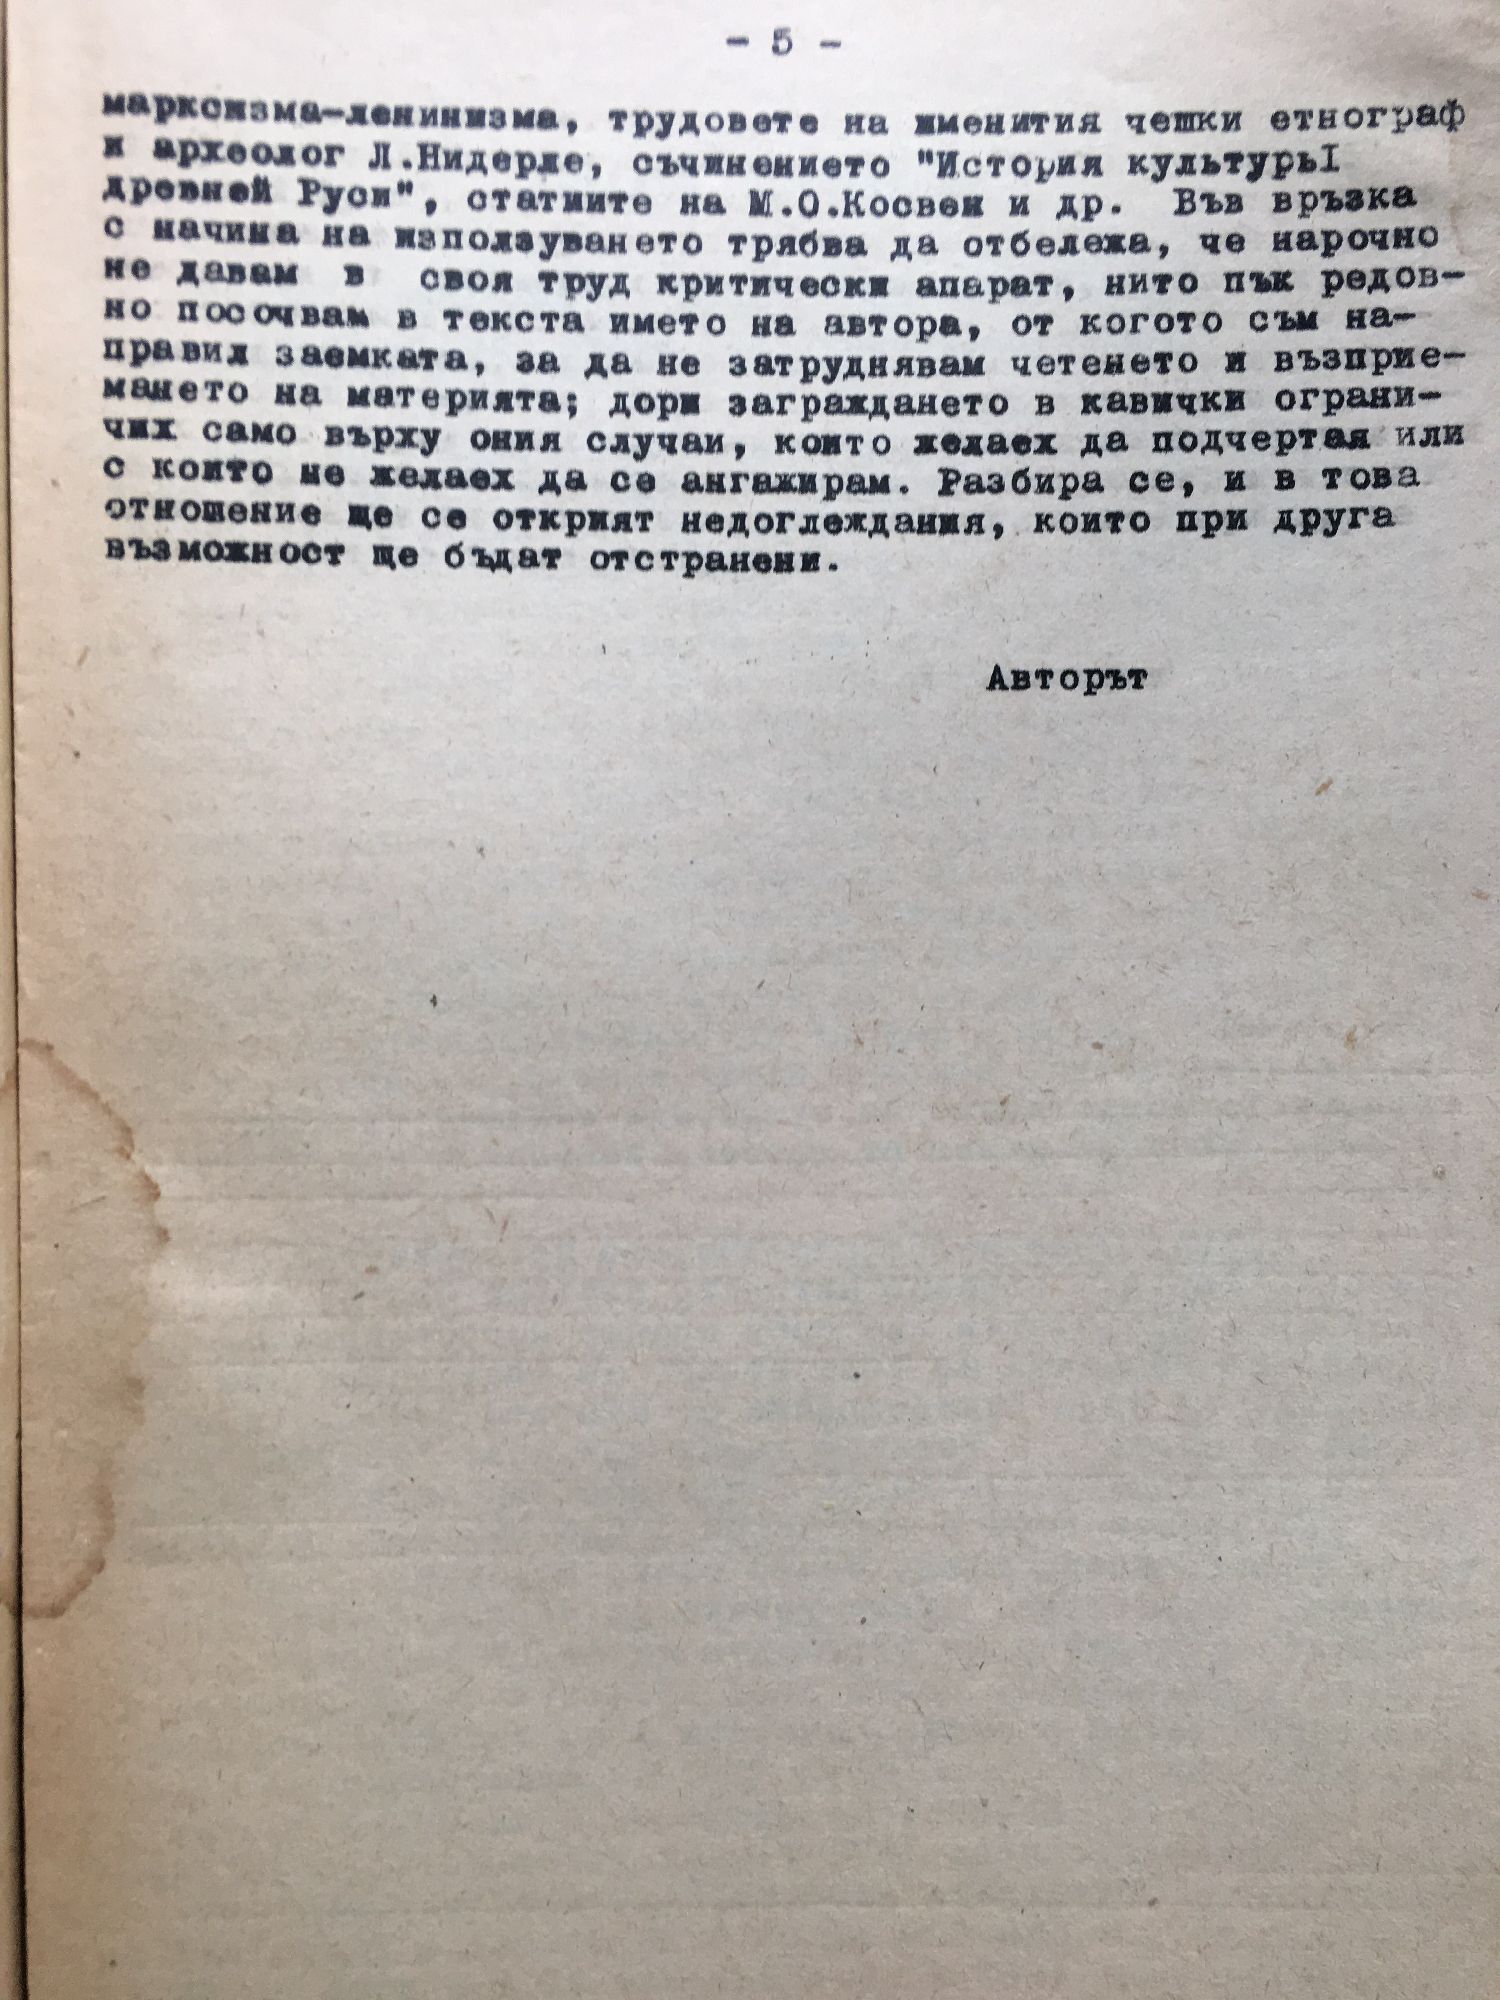 - 5 -
марксизма-ленинизма, трудовете на именития чешки етнограф
и археолог Л.Нидерле, съчинението "История культурьI
древней Руси", статиите на М.О.Косвен и др. Във връзка
с начина на използуването трябва да отбележа, че нарочно
не давам в своя труд критически апарат, нито пък редов-
но посочвам в текста името на автора, от когото съм на-
правил заемката, за да не затруднявам четенето и възприе-
мането на материята; дори заграждането в кавички ограни-
чих само върху ония случаи, които желаех да подчертая или
с които не желаех да се ангажирам. Разбира се, и в това
отношение ще се открият недоглеждания, които при друга
възможност ще бъдат отстранени.
Авторът